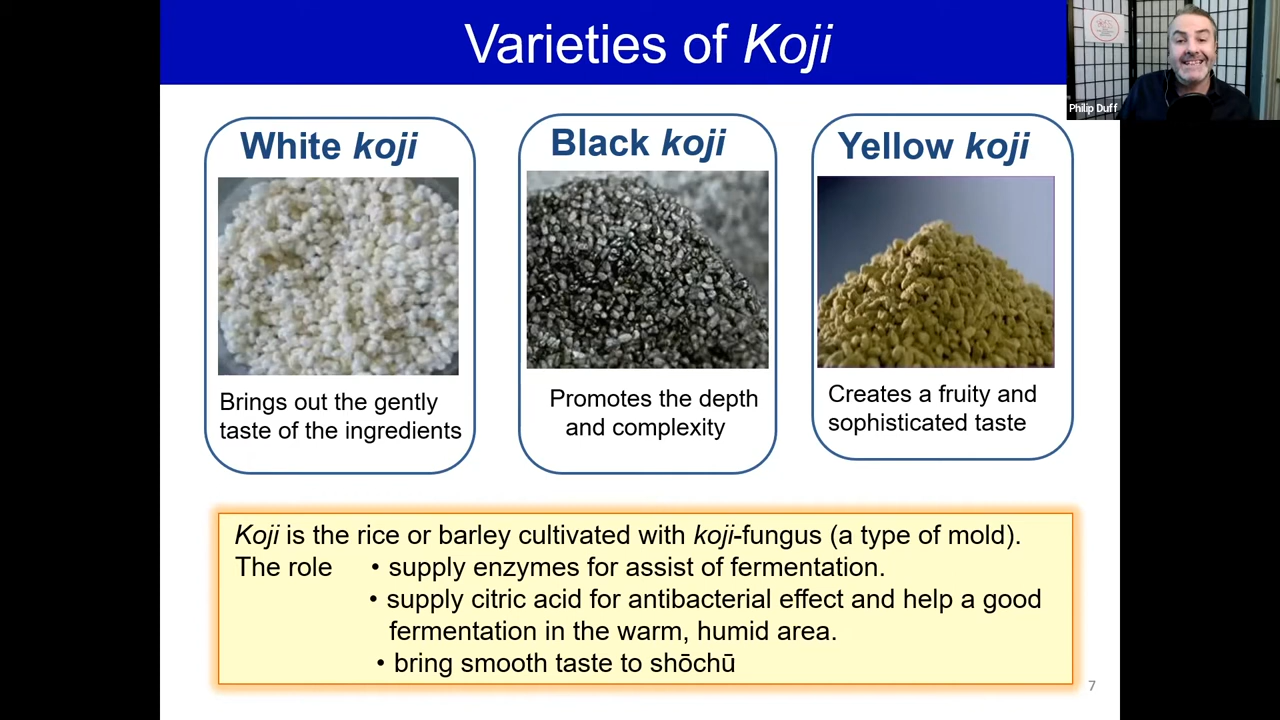 Varieties of Koji
Philip Duff
White koji
Black koji
Yellow koji
Brings out the gently
taste of the ingredients
Promotes the depth
and complexity
Creates a fruity and
sophisticated taste
Koji is the rice or barley cultivated with koji-fungus (a type of mold).
The role • supply enzymes for assist of fermentation.
• supply citric acid for antibacterial effect and help a good
fermentation in the warm, humid area.
• bring smooth taste to shōchū
7